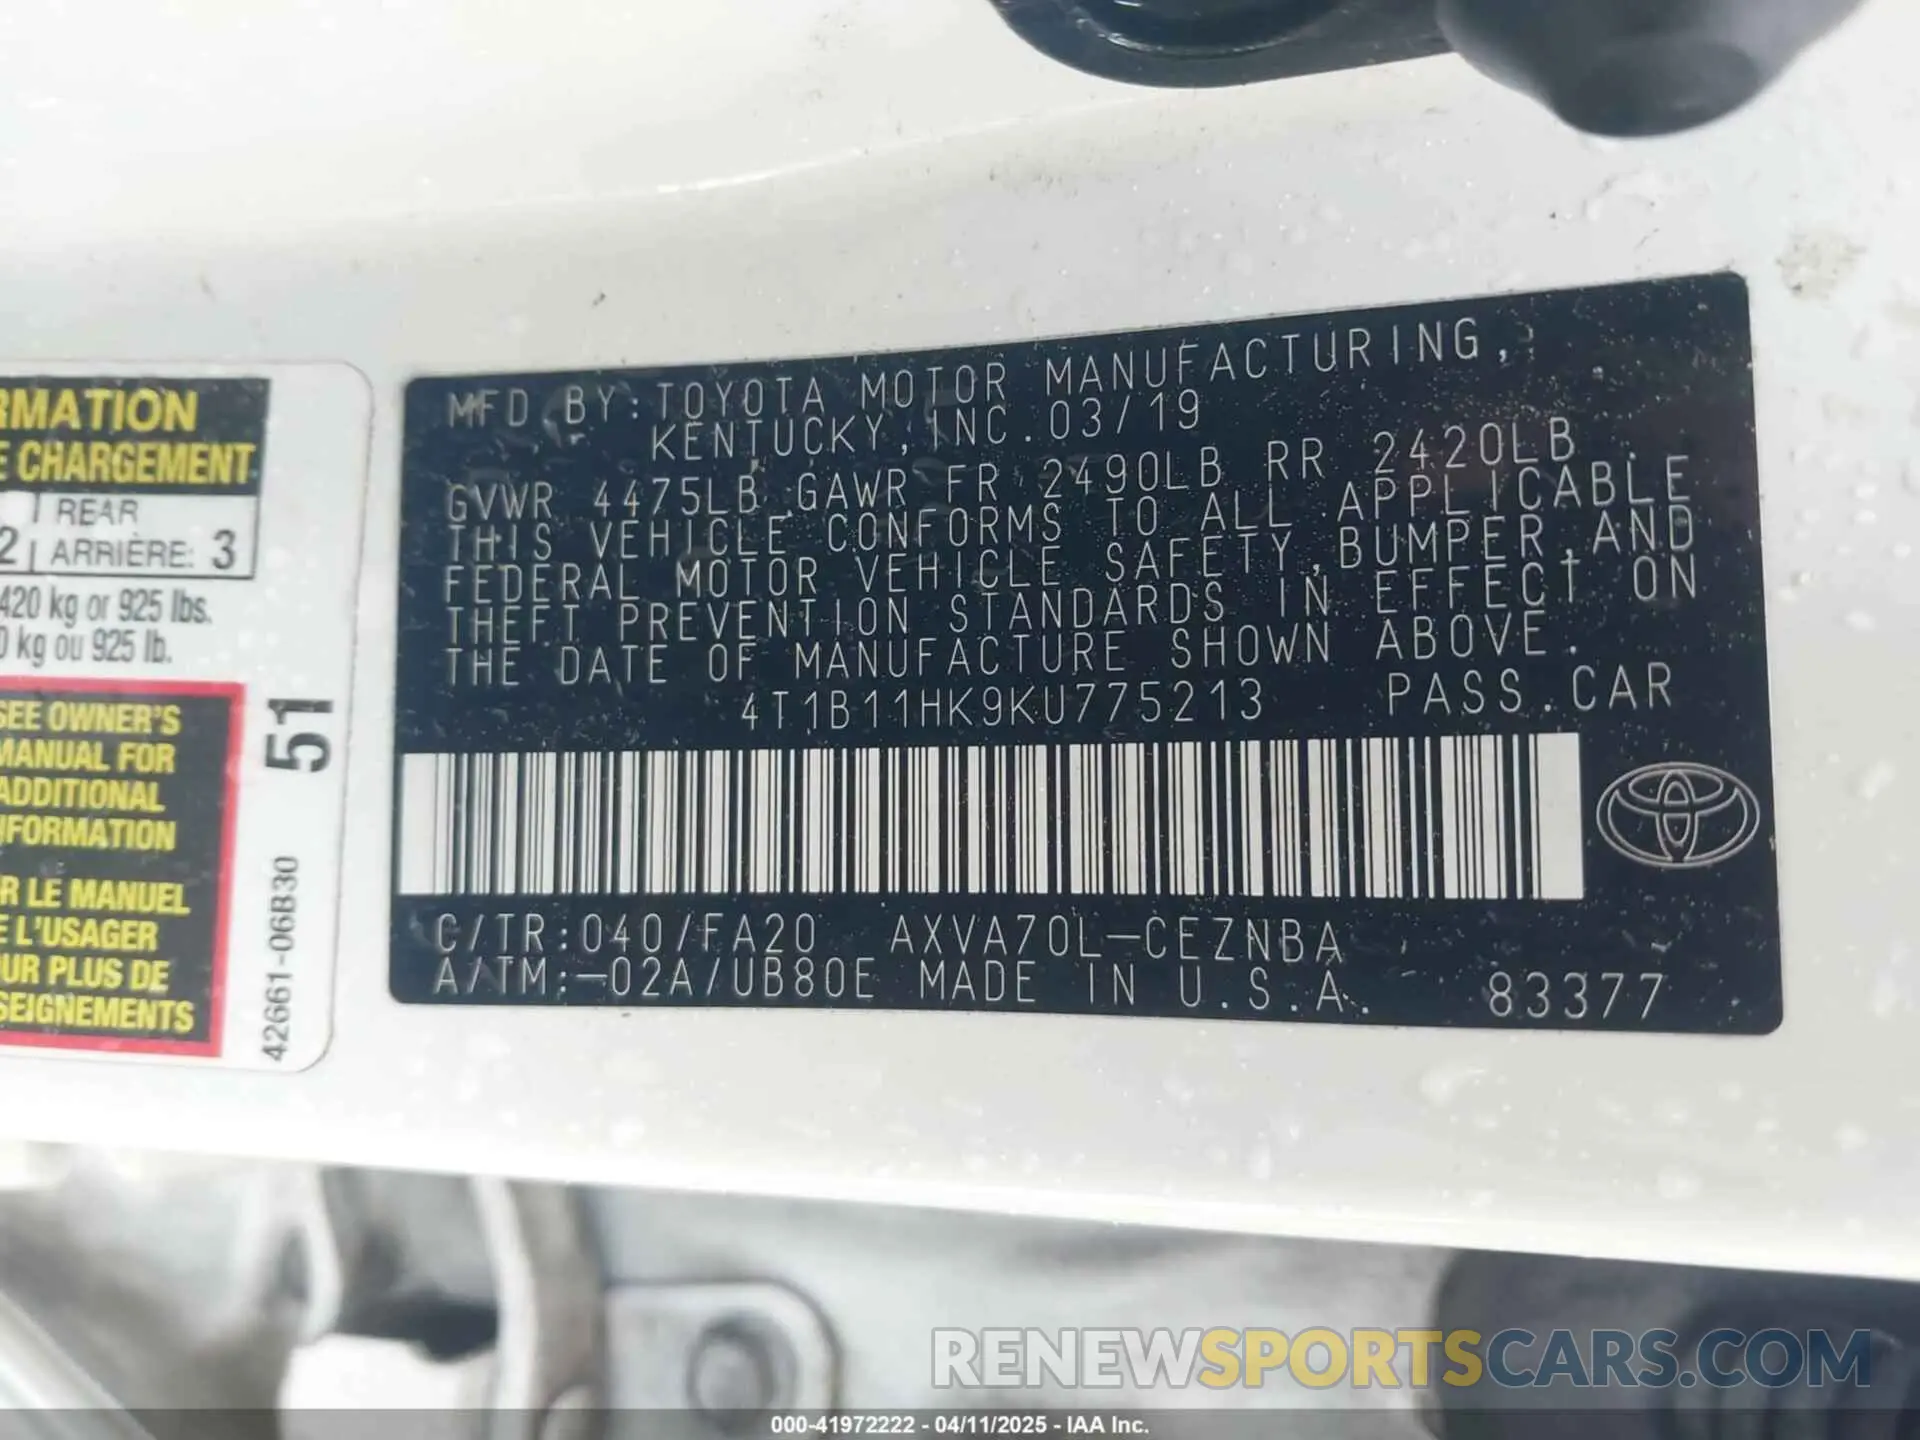 RMATION
E CHARGEMENT
REAR
2 ARRIÈRE: 3
420 kg or 925 lbs.
0 kg ou 925 lb.
SEE OWNER'S
MANUAL FOR
ADDITIONAL
NFORMATION
R LE MANUEL
E L'USAGER
OUR PLUS DE
SEIGNEMENTS
51
42661-06B30
MFD BY: TOYOTA MOTOR MANUFACTURING,
KENTUCKY, INC. 03/19
GVWR 4475LB GAWR FR 2490LB RR 2420LB
THIS VEHICLE CONFORMS TO ALL APPLICABLE
FEDERAL MOTOR VEHICLE SAFETY, BUMPER, AND
THEFT PREVENTION STANDARDS IN EFFECT ON
THE DATE OF MANUFACTURE SHOWN ABOVE.
4T1B11HK9KU775213 PASS.CAR
C/TR:040/FA20 AXVA70L-CEZNBA
A/TM:-02A/UB80E MADE IN U.S.A. 83377
RENEWSPORTSCARS.COM
000-41972222 - 04/11/2025 - IAA Inc.